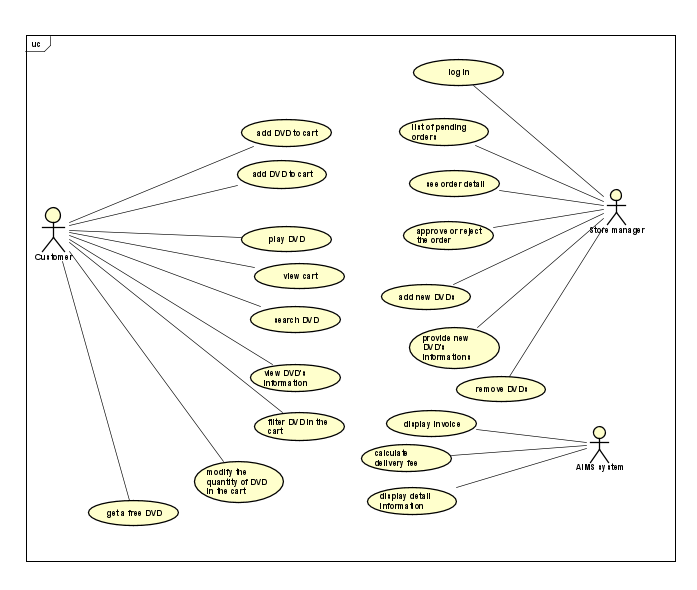 uc
log in
list of pending
orders
add DVD to cart
add DVD to cart
see order detail
Store manager
approve or reject
the order
play DVD
Customer
view cart
add new DVDs
search DVD
provide new
DVD's
informations
view DVD's
information
remove DVDs
filter DVD in the
cart
display invoice
calculate
delivery fee
AIMS system
modify the
quantity of DVD
in the cart
display detail
information
get a free DVD